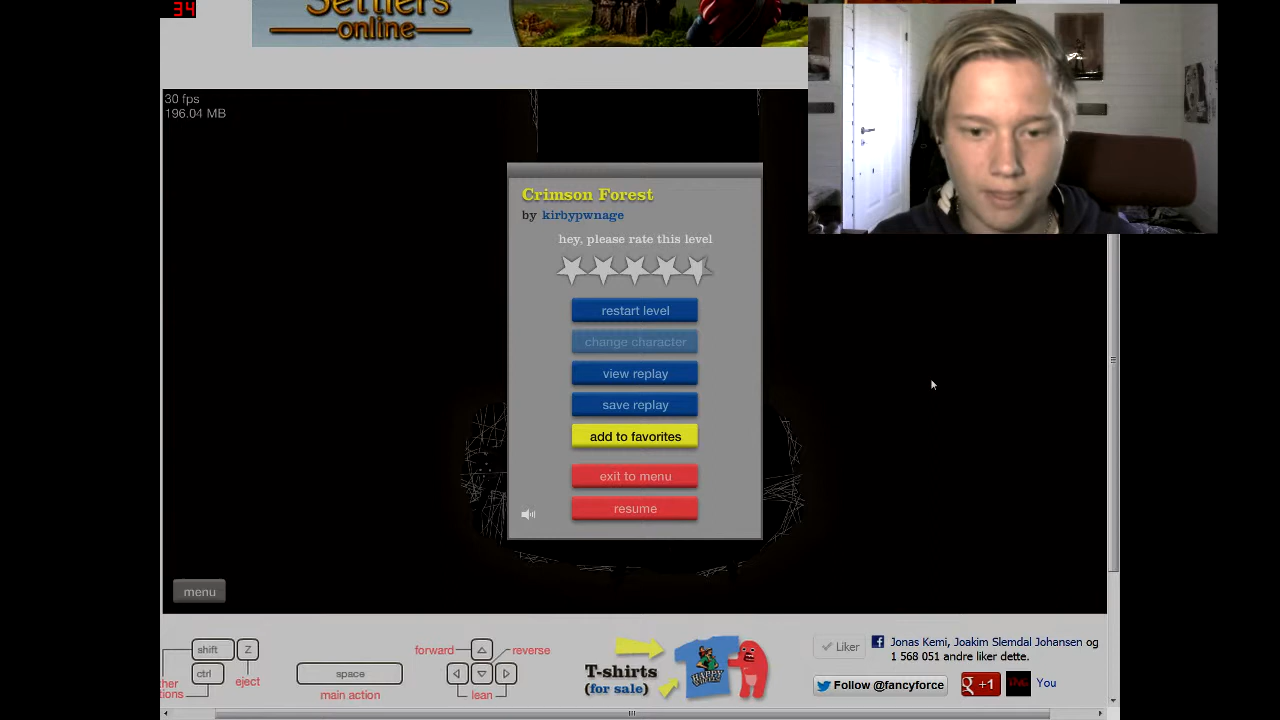 34
Settlers
online
30 fps
196.04 MB
Crimson Forest
by kirbypwnage
hey, please rate this level
restart level
change character
view replay
save replay
add to favorites
exit to menu
resume
menu
shift
Z
ctrl
eject
space
main action
forward
reverse
lean
T-shirts
(for sale)
HAPPY
WHEELS
Liker
Jonas Kemi, Joakim Slemdal Johansen og
1 568 051 andre liker dette.
Follow @fancyforce
g +1
You